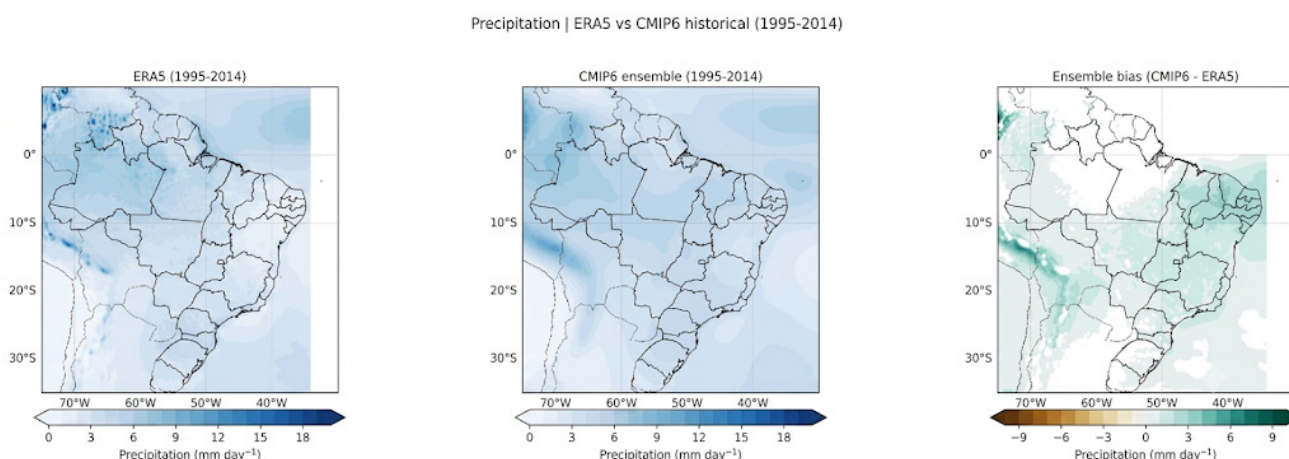 Precipitation | ERA5 vs CMIP6 historical (1995-2014)
ERA5 (1995-2014)
0°
10°S
20°S
30°S
70°W 60°W 50°W 40°W
0 3 6 9 12 15 18
Precipitation (mm day⁻¹)
CMIP6 ensemble (1995-2014)
0°
10°S
20°S
30°S
70°W 60°W 50°W 40°W
0 3 6 9 12 15 18
Precipitation (mm day⁻¹)
Ensemble bias (CMIP6 - ERA5)
0°
10°S
20°S
30°S
70°W 60°W 50°W 40°W
−9 −6 −3 0 3 6 9
Precipitation (mm day⁻¹)